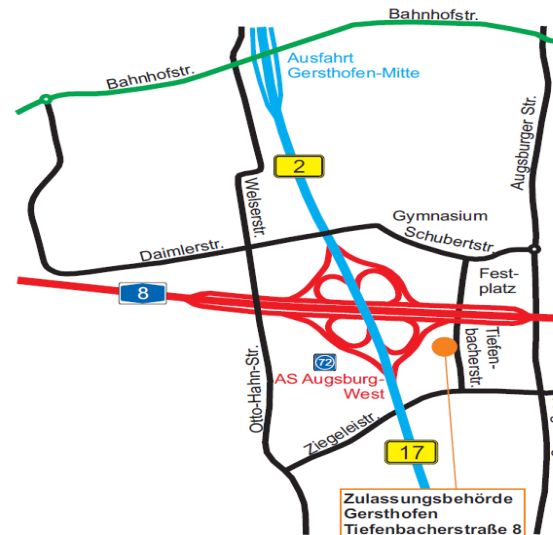 Bahnhofstr.
Bahnhofstr.
Ausfahrt
Gersthofen-Mitte
Augsburger Str.
2
Welserstr.
Gymnasium
Schubertstr.
Daimlerstr.
Fest-
platz
8
Tiefen-
bacherstr.
72
AS Augsburg-
West
Otto-Hahn-Str.
Ziegeleistr.
17
Zulassungsbehörde
Gersthofen
Tiefenbacherstraße 8